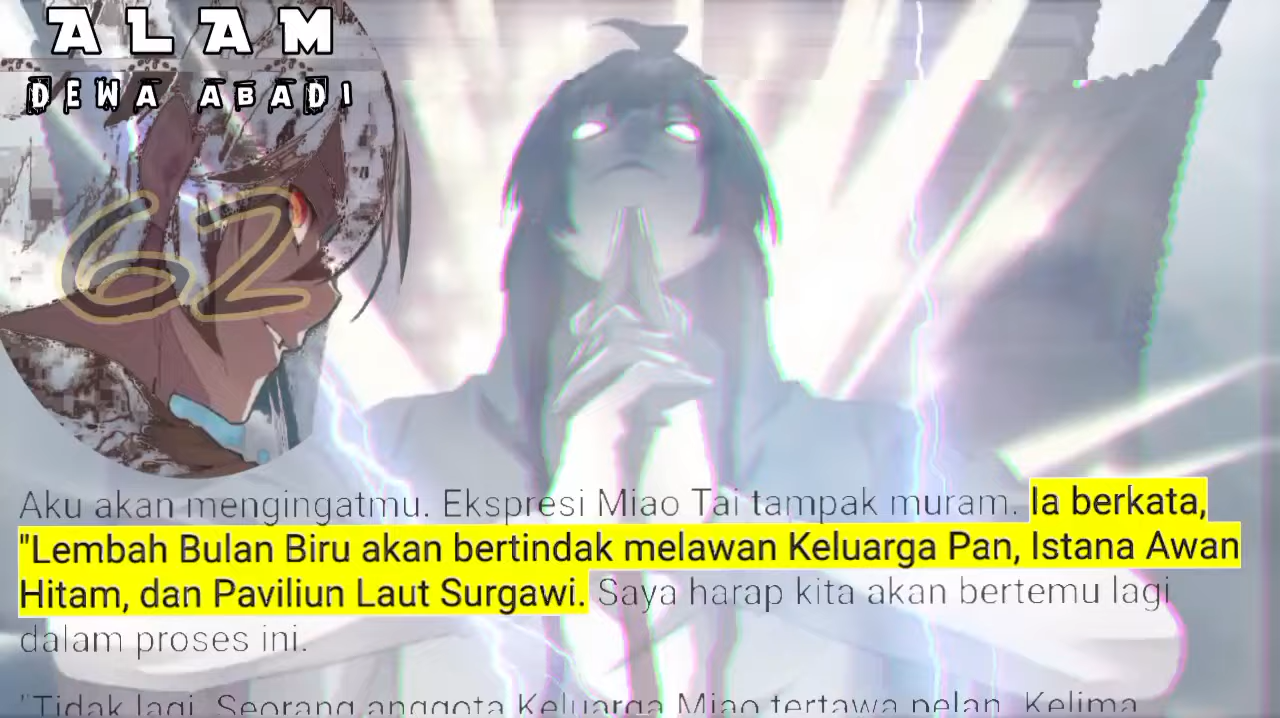 ALAM
DEWA ABADI
62
Aku akan mengingatmu. Ekspresi Miao Tai tampak muram. Ia berkata,
"Lembah Bulan Biru akan bertindak melawan Keluarga Pan, Istana Awan
Hitam, dan Paviliun Laut Surgawi. Saya harap kita akan bertemu lagi
dalam proses ini.
"Tidak lagi. Seorang anggota Keluarga Miao tertawa pelan. Kelima